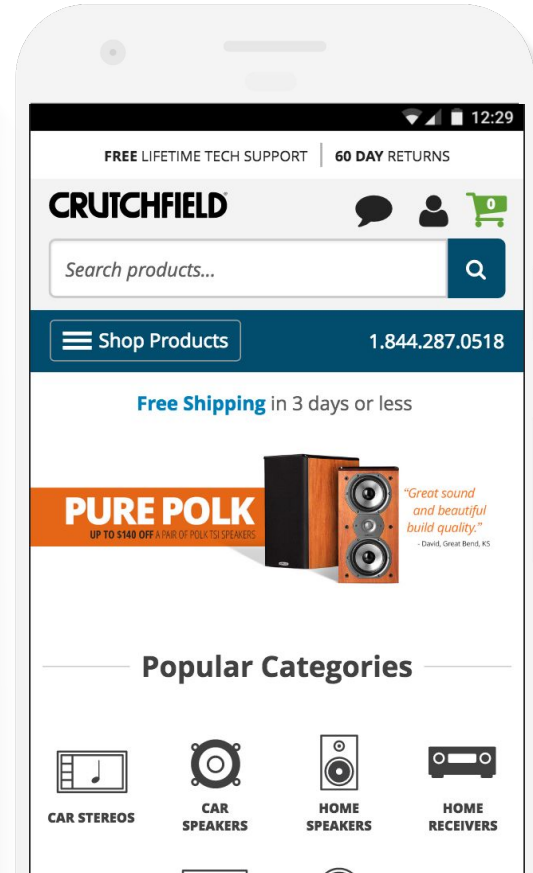 12:29
FREE LIFETIME TECH SUPPORT | 60 DAY RETURNS
CRUTCHFIELD
0
Search products...
Shop Products 1.844.287.0518
Free Shipping in 3 days or less
PURE POLK
UP TO $140 OFF A PAIR OF POLK TSI SPEAKERS
“Great sound
and beautiful
build quality.”
- David, Great Bend, KS
Popular Categories
CAR STEREOS
CAR
SPEAKERS
HOME
SPEAKERS
HOME
RECEIVERS